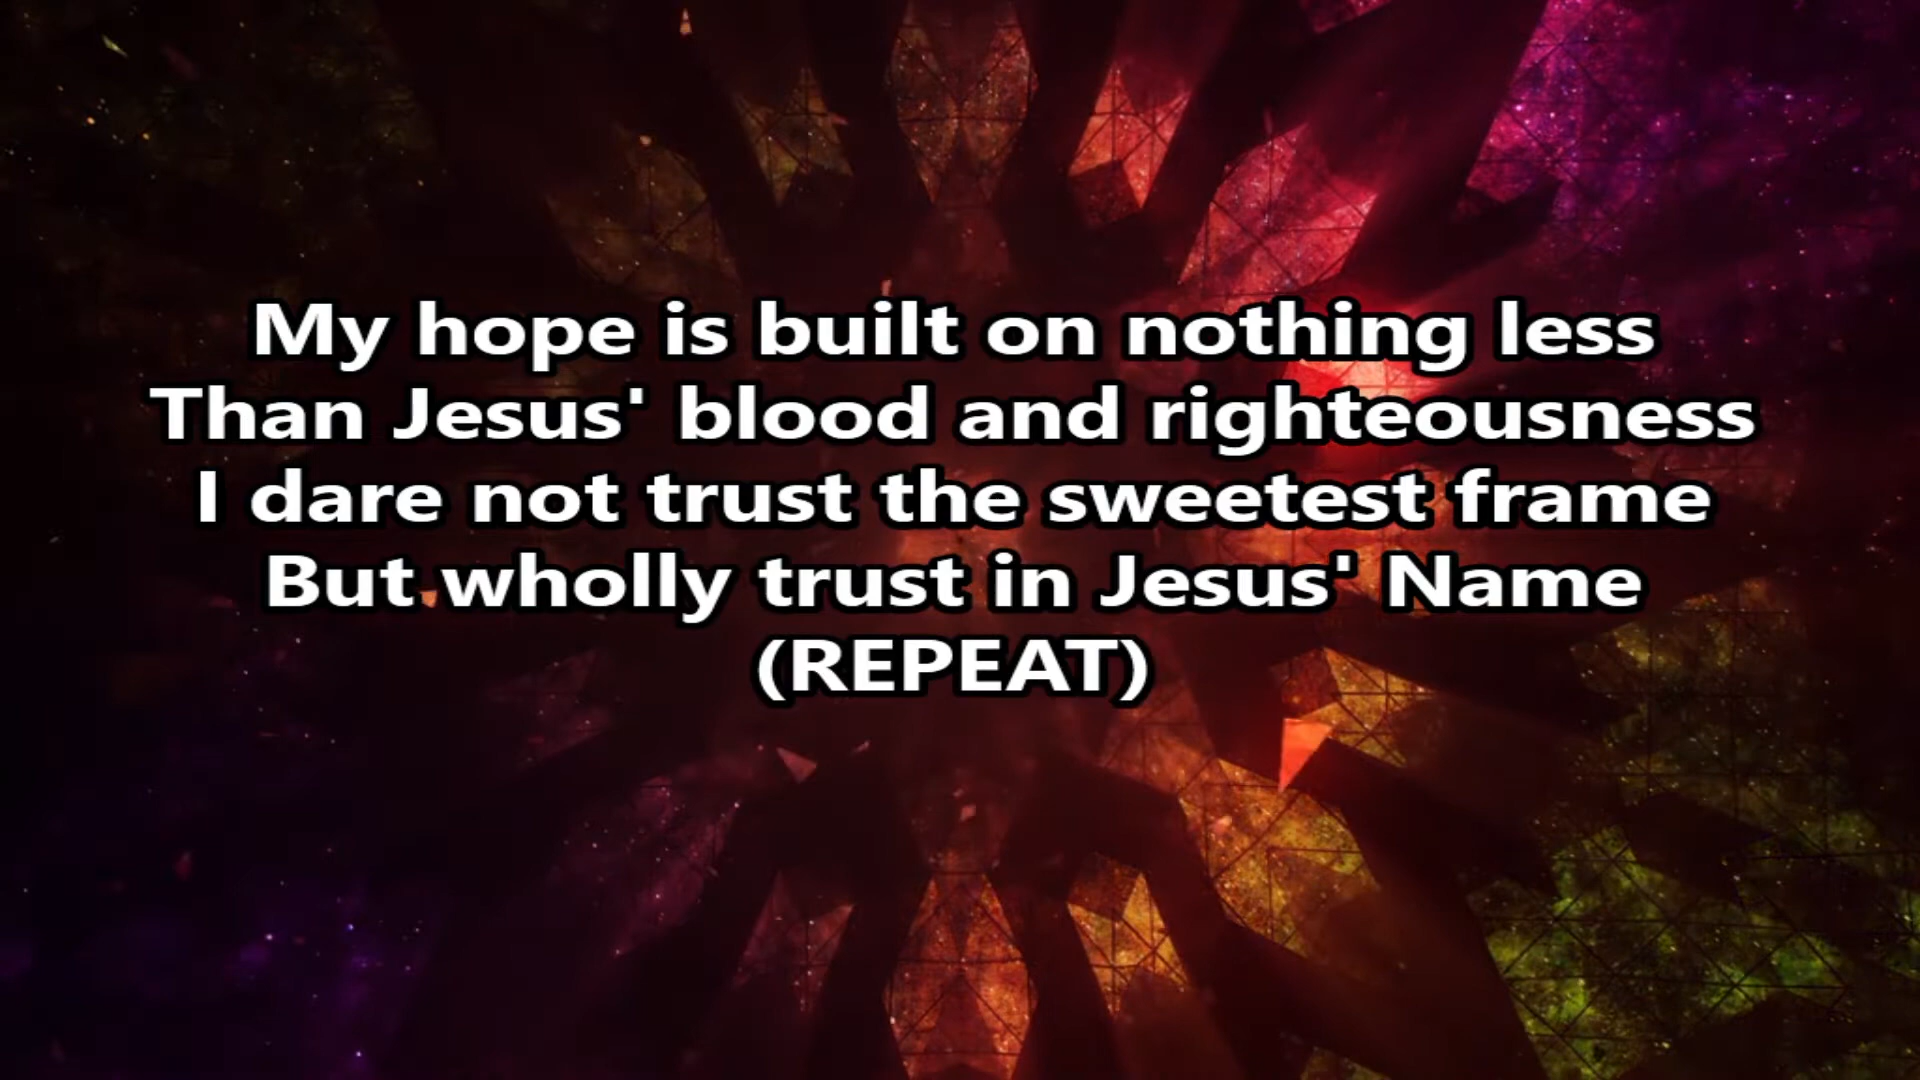 My hope is built on nothing less
Than Jesus' blood and righteousness
I dare not trust the sweetest frame
But wholly trust in Jesus' Name
(REPEAT)